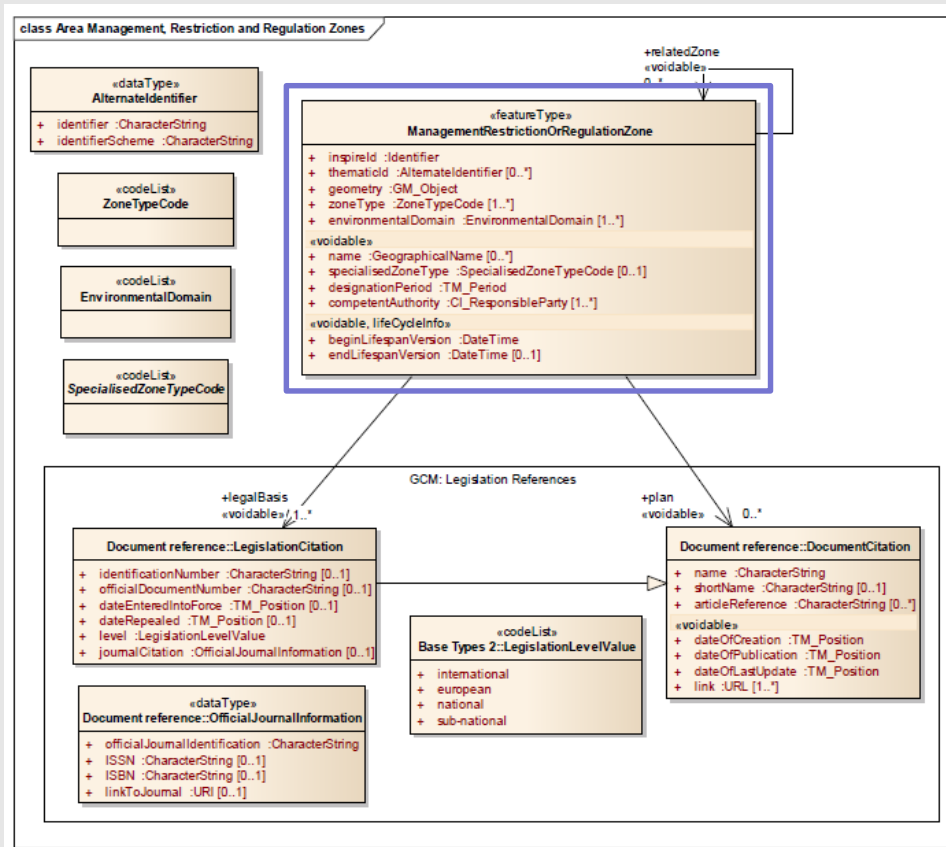 class Area Management, Restriction and Regulation Zones
+relatedZone
«voidable»
0..*
«dataType»
AlternateIdentifier
+ identifier :CharacterString
+ identifierScheme :CharacterString
«codeList»
ZoneTypeCode
«codeList»
EnvironmentalDomain
«codeList»
SpecialisedZoneTypeCode
«featureType»
ManagementRestrictionOrRegulationZone
+ inspireId :Identifier
+ thematicId :AlternateIdentifier [0..*]
+ geometry :GM_Object
+ zoneType :ZoneTypeCode [1..*]
+ environmentalDomain :EnvironmentalDomain [1..*]
«voidable»
+ name :GeographicalName [0..*]
+ specialisedZoneType :SpecialisedZoneTypeCode [0..1]
+ designationPeriod :TM_Period
+ competentAuthority :CI_ResponsibleParty [1..*]
«voidable, lifeCycleInfo»
+ beginLifespanVersion :DateTime
+ endLifespanVersion :DateTime [0..1]
GCM: Legislation References
+legalBasis
«voidable» 1..*
+plan
«voidable» 0..*
Document reference::LegislationCitation
+ identificationNumber :CharacterString [0..1]
+ officialDocumentNumber :CharacterString [0..1]
+ dateEnteredIntoForce :TM_Position [0..1]
+ dateRepealed :TM_Position [0..1]
+ level :LegislationLevelValue
+ journalCitation :OfficialJournalInformation [0..1]
Document reference::DocumentCitation
+ name :CharacterString
+ shortName :CharacterString [0..1]
+ articleReference :CharacterString [0..*]
«voidable»
+ dateOfCreation :TM_Position
+ dateOfPublication :TM_Position
+ dateOfLastUpdate :TM_Position
+ link :URL [1..*]
«codeList»
Base Types 2::LegislationLevelValue
+ international
+ european
+ national
+ sub-national
«dataType»
Document reference::OfficialJournalInformation
+ officialJournalIdentification :CharacterString
+ ISSN :CharacterString [0..1]
+ ISBN :CharacterString [0..1]
+ linkToJournal :URI [0..1]